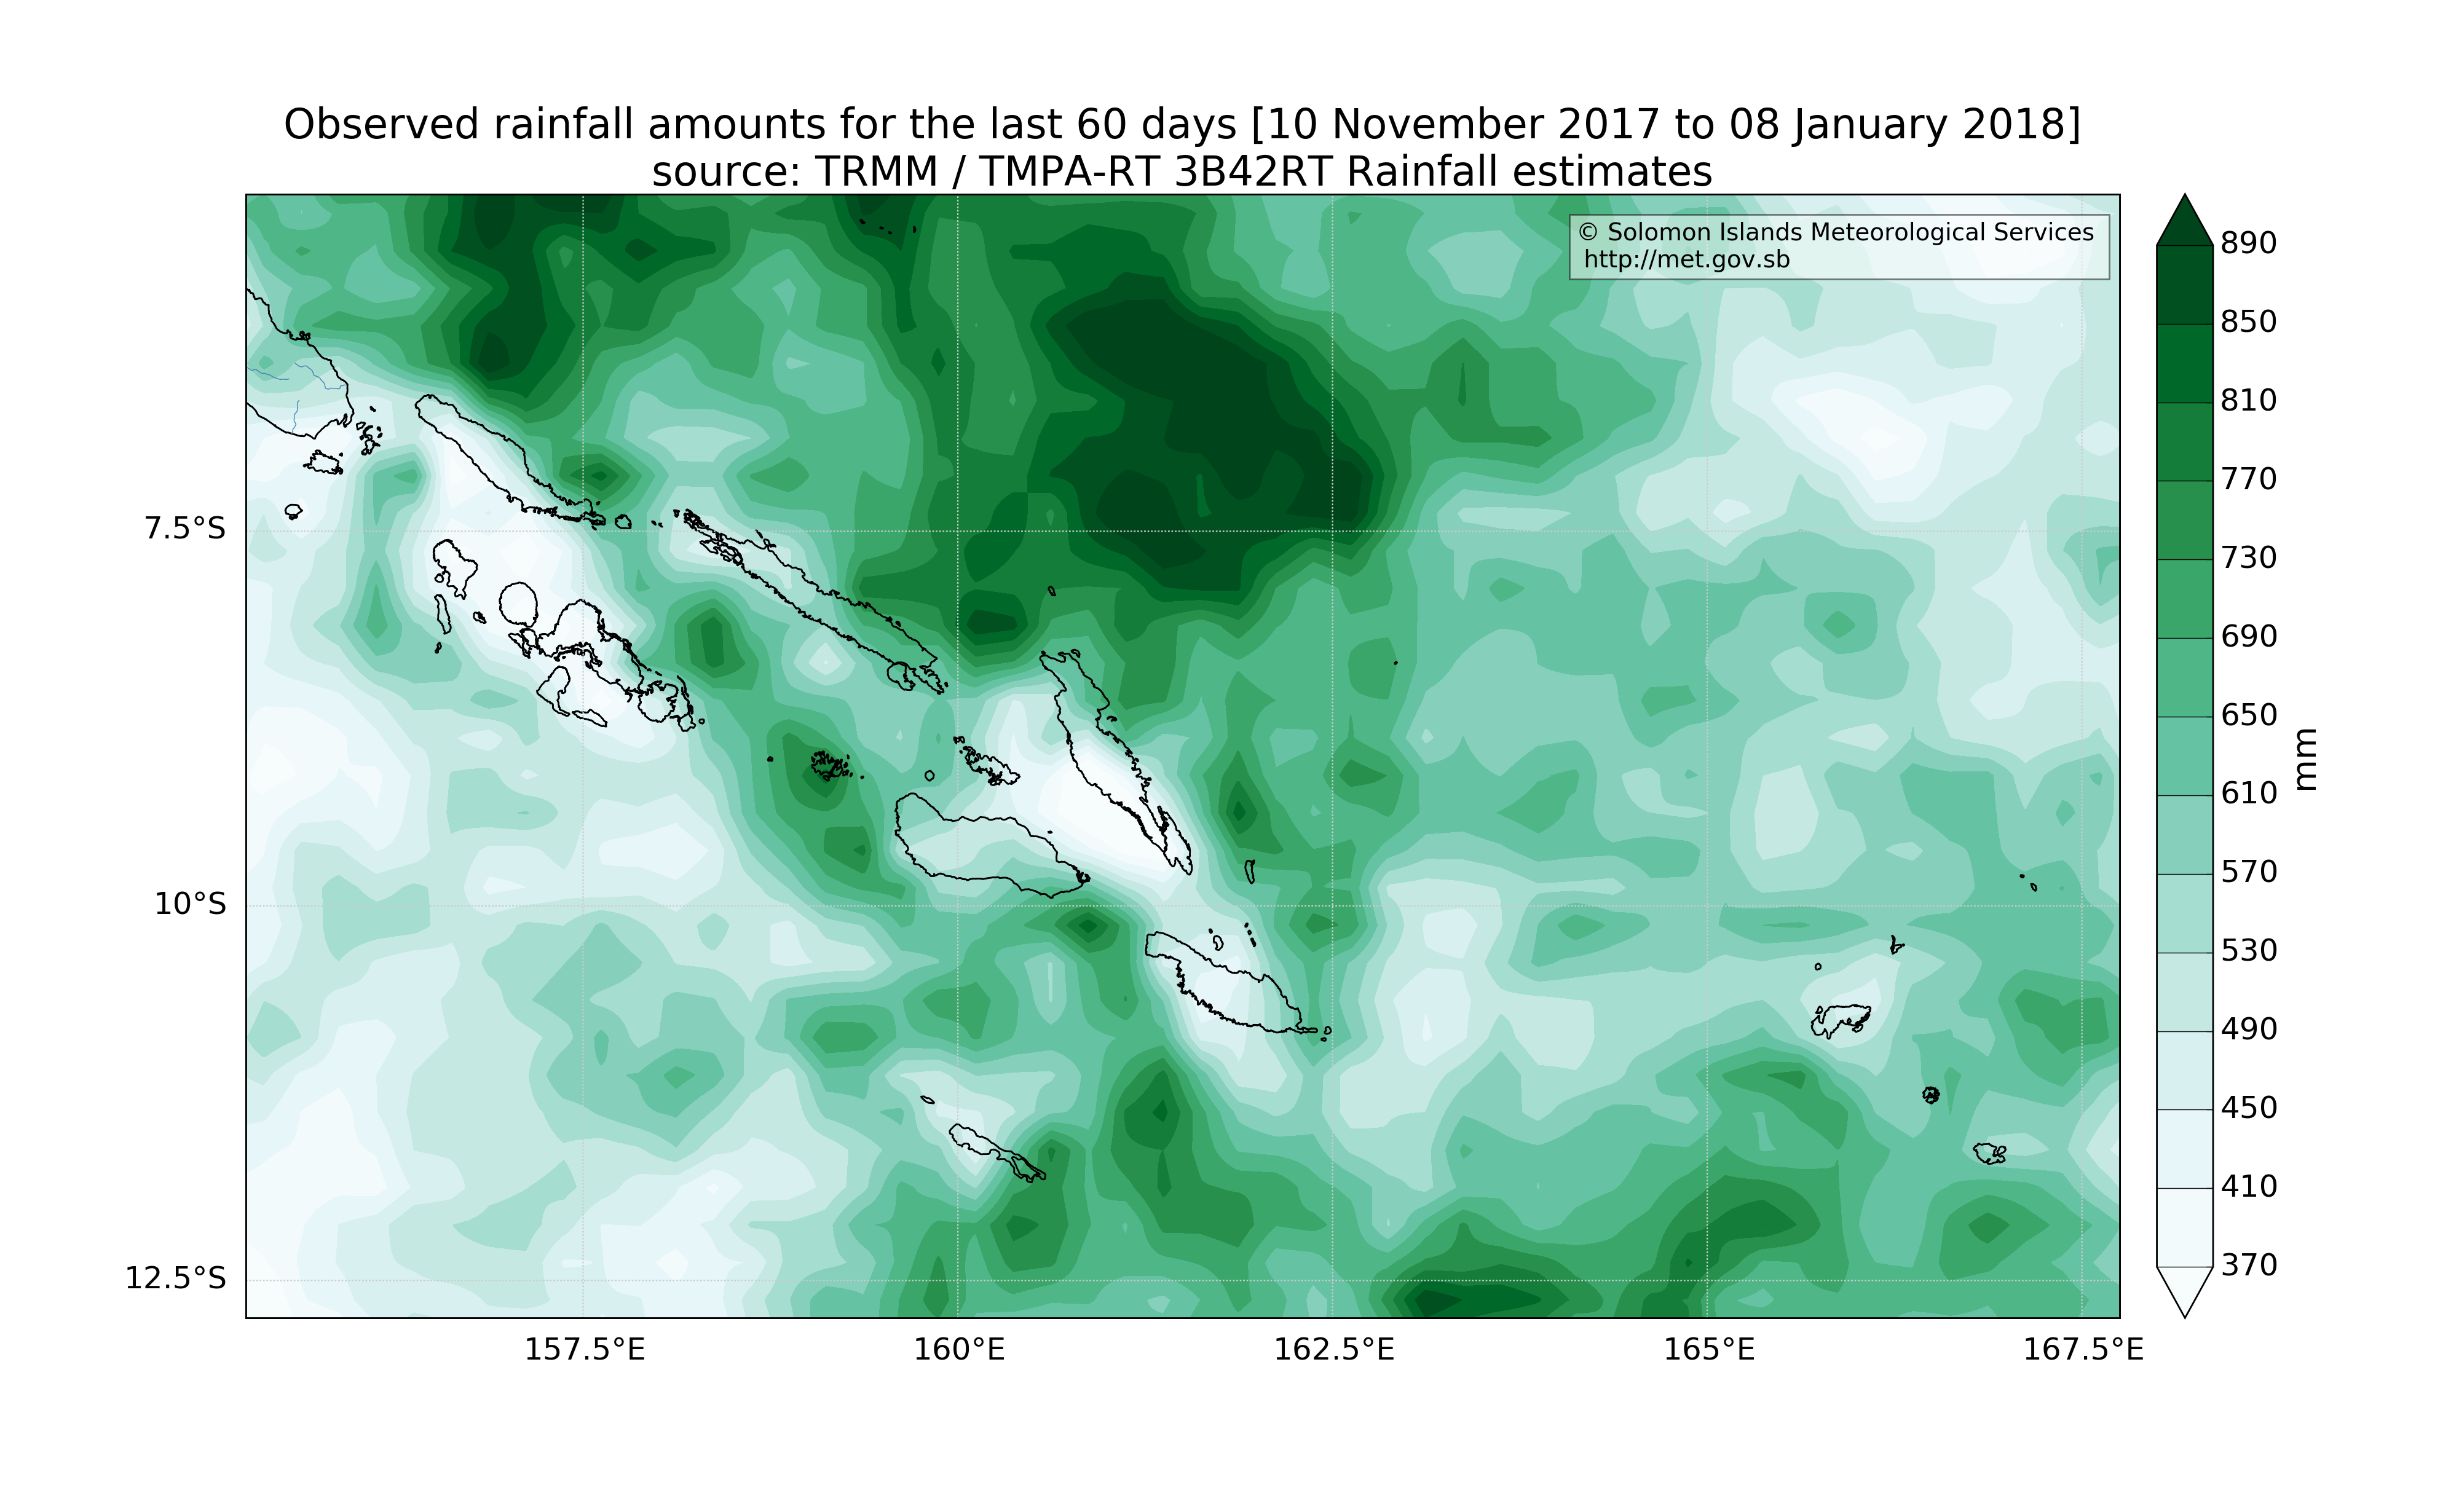 Observed rainfall amounts for the last 60 days [10 November 2017 to 08 January 2018]
source: TRMM / TMPA-RT 3B42RT Rainfall estimates
© Solomon Islands Meteorological Services
http://met.gov.sb
7.5°S
10°S
12.5°S
157.5°E
160°E
162.5°E
165°E
167.5°E
890
850
810
770
730
690
650
610
570
530
490
450
410
370
mm